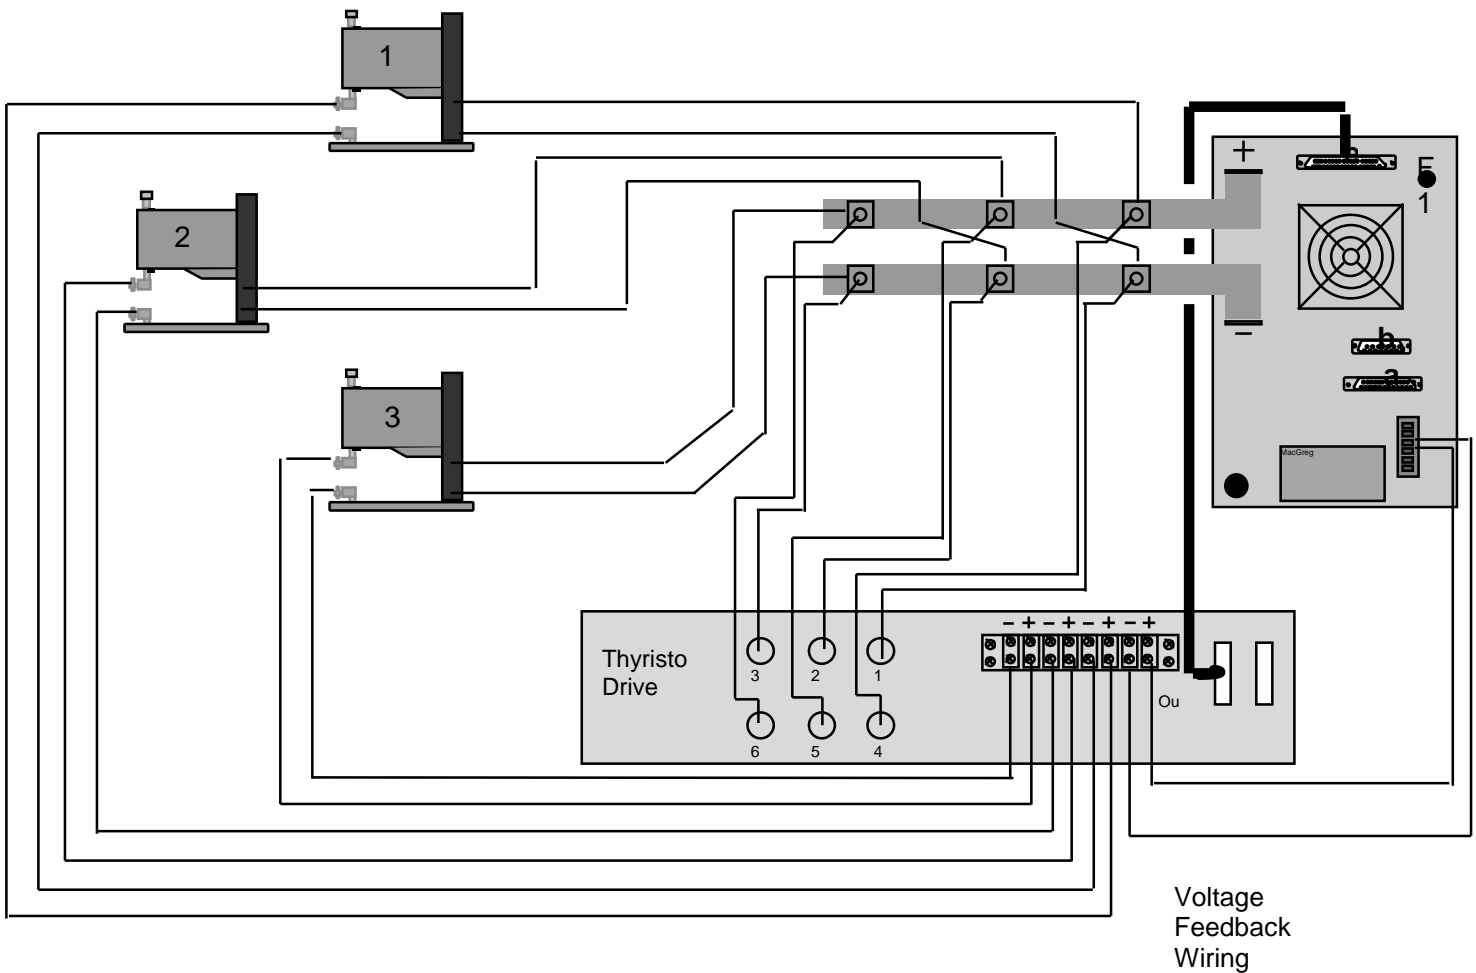 1
+
F
1
2
−
b
a
3
MacGreg
− + − + − + − +
Thyristo
Drive
3 2 1
Ou
6 5 4
Voltage
Feedback
Wiring